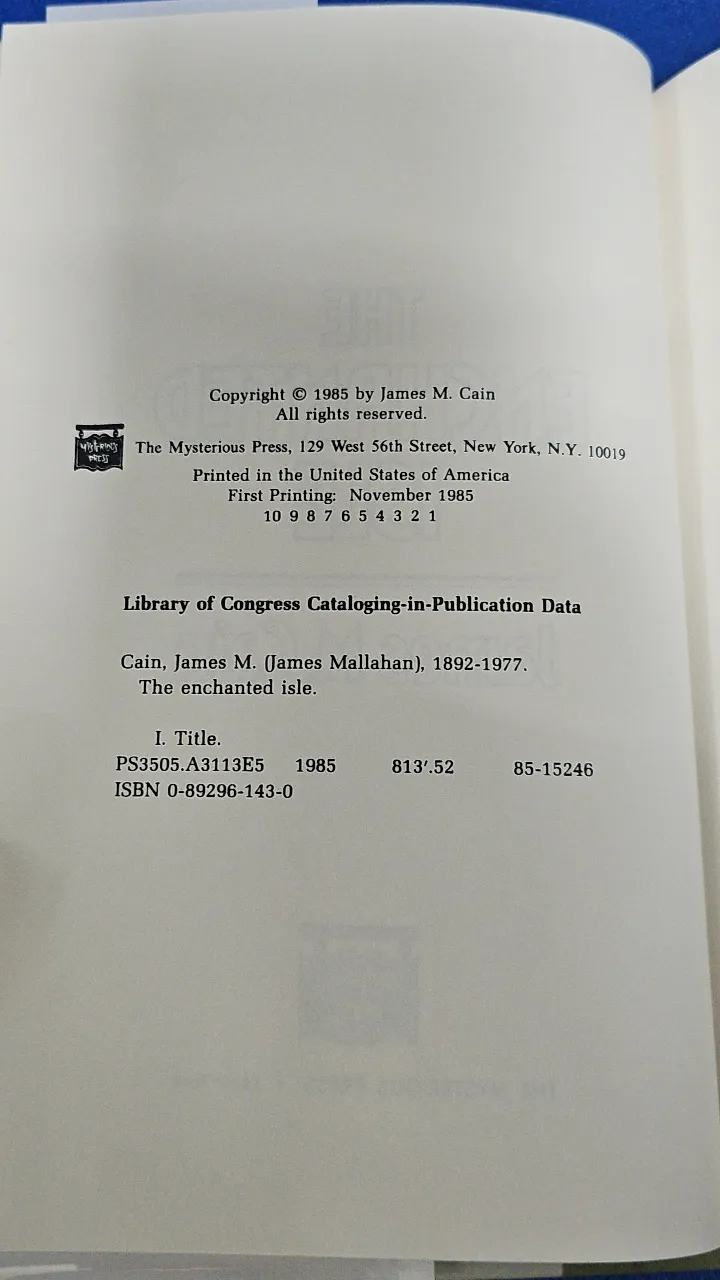 Copyright © 1985 by James M. Cain
All rights reserved.
MYSTERIOUS
PRESS
The Mysterious Press, 129 West 56th Street, New York, N.Y. 10019
Printed in the United States of America
First Printing: November 1985
10 9 8 7 6 5 4 3 2 1
Library of Congress Cataloging-in-Publication Data
Cain, James M. (James Mallahan), 1892-1977.
The enchanted isle.
I. Title.
PS3505.A3113E5 1985 813′.52 85-15246
ISBN 0-89296-143-0